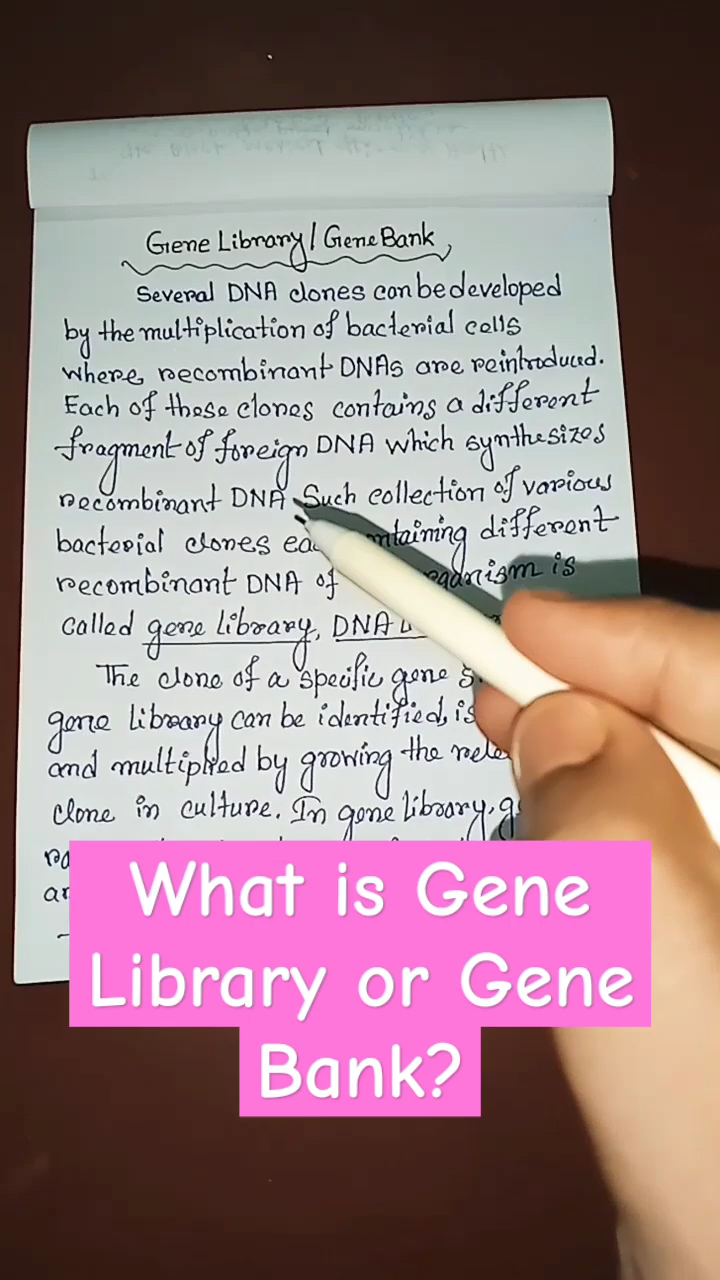 Gene Library / Gene Bank
Several DNA clones can be developed
by the multiplication of bacterial cells
where recombinant DNAs are reintroduced.
Each of these clones contains a different
fragment of foreign DNA which synthesizes
recombinant DNA. Such collection of various
bacterial clones containing different
recombinant DNA of organism is
called gene library, DNA
The clone of a specific gene
gene library can be identified,
and multiplied by growing the
clone in culture. In gene library,
What is Gene
Library or Gene
Bank?